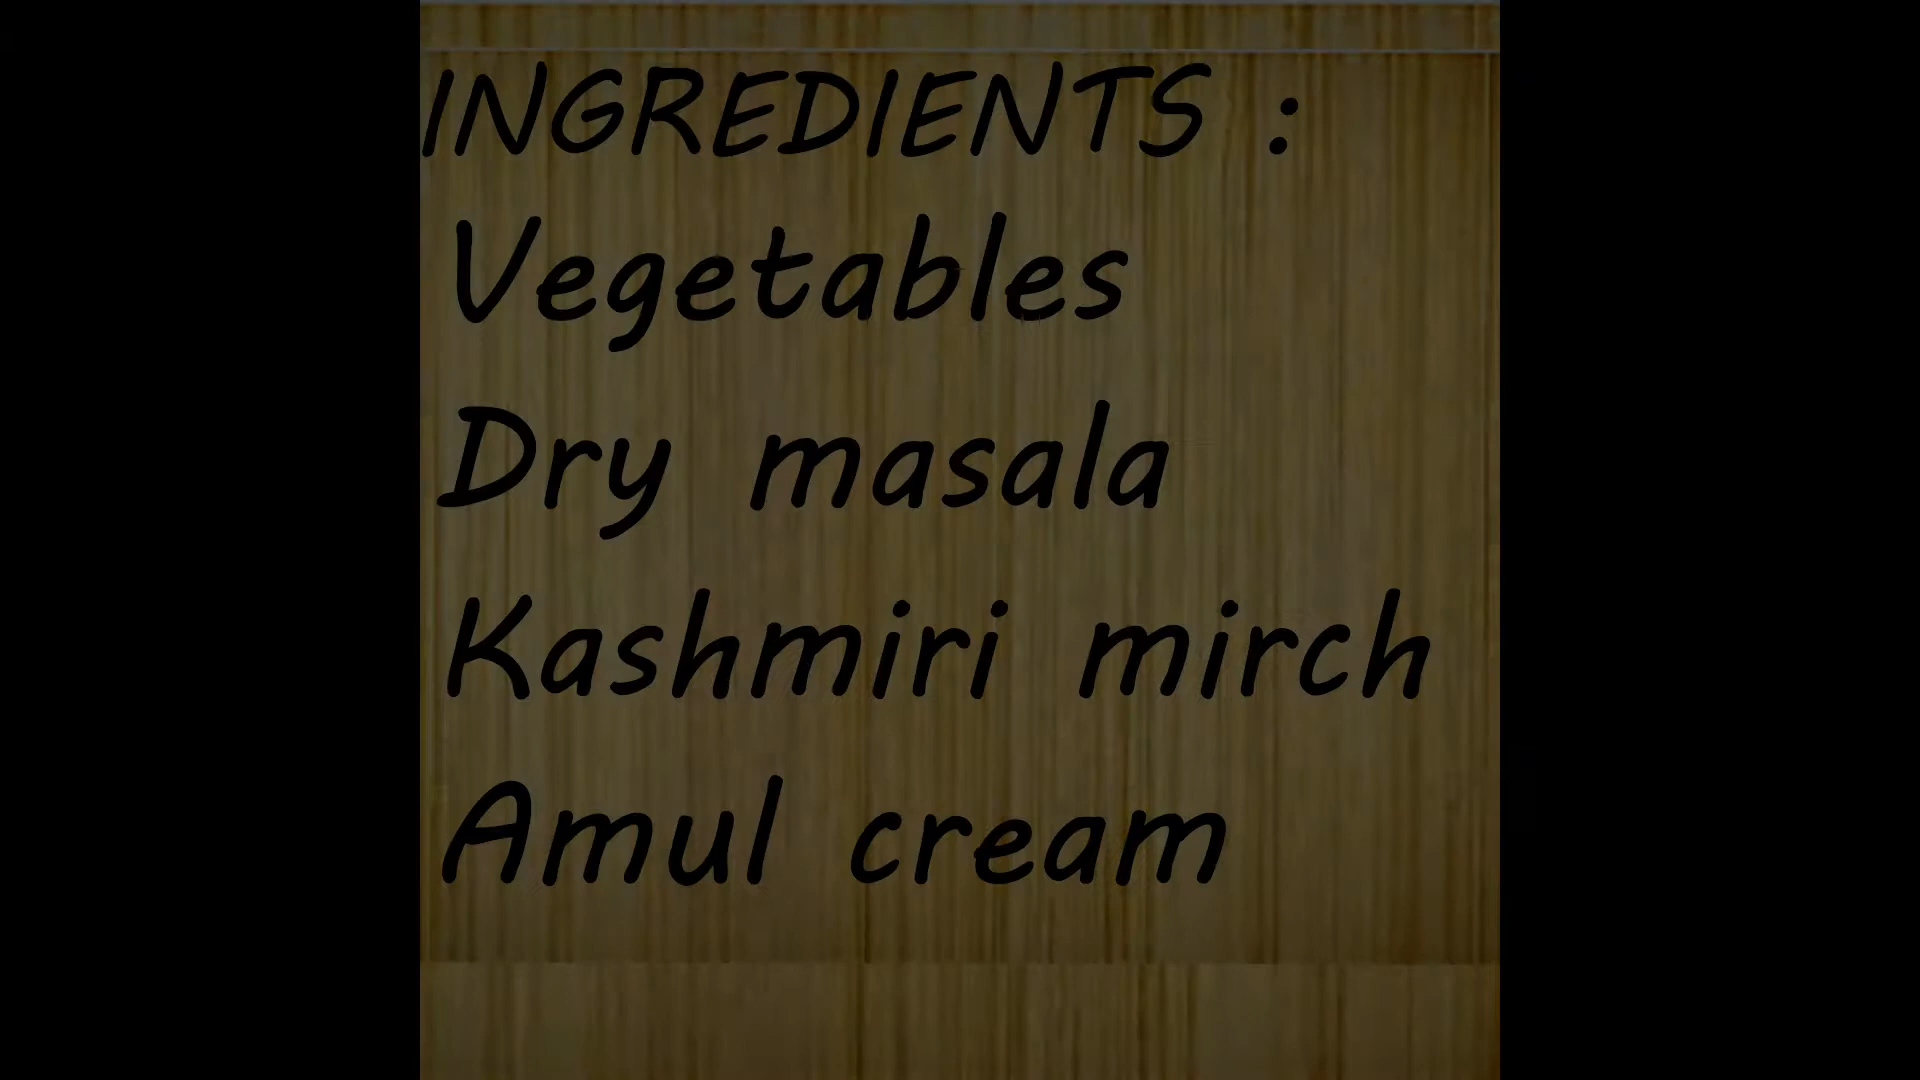 INGREDIENTS :
Vegetables
Dry masala
Kashmiri mirch
Amul cream